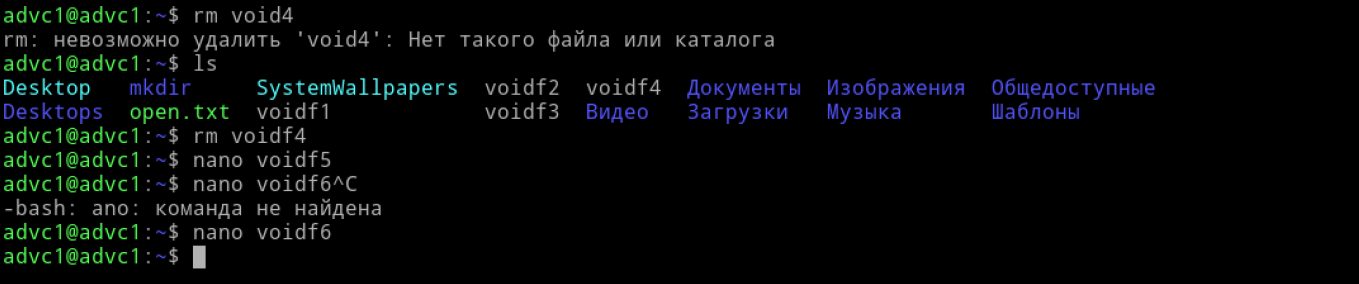 advc1@advc1:~$ rm void4
rm: невозможно удалить 'void4': Нет такого файла или каталога
advc1@advc1:~$ ls
Desktop mkdir SystemWallpapers voidf2 voidf4 Документы Изображения Общедоступные
Desktops open.txt voidf1 voidf3 Видео Загрузки Музыка Шаблоны
advc1@advc1:~$ rm voidf4
advc1@advc1:~$ nano voidf5
advc1@advc1:~$ nano voidf6^C
-bash: ano: команда не найдена
advc1@advc1:~$ nano voidf6
advc1@advc1:~$